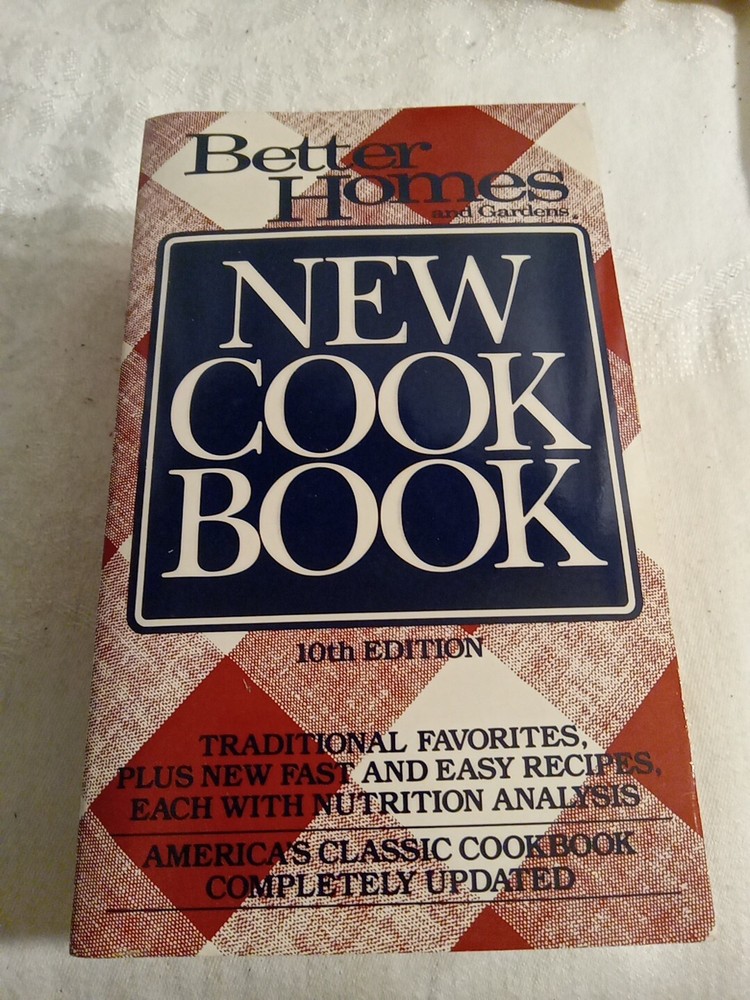 Better
Homes
and Gardens®
NEW
COOK
BOOK
10th EDITION
TRADITIONAL FAVORITES,
PLUS NEW FAST AND EASY RECIPES,
EACH WITH NUTRITION ANALYSIS
AMERICA'S CLASSIC COOKBOOK
COMPLETELY UPDATED